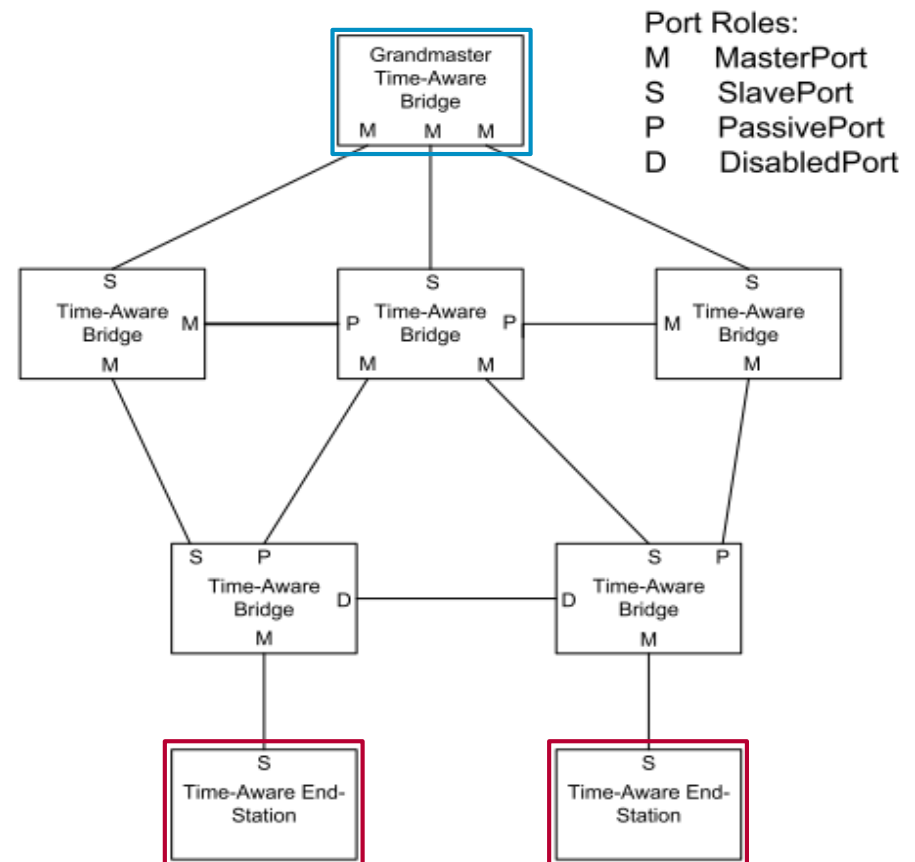 Port Roles:
M MasterPort
S SlavePort
P PassivePort
D DisabledPort
Grandmaster
Time-Aware
Bridge
M M M
S
Time-Aware
Bridge
M
M
S
Time-Aware
Bridge
P
P
M
M
S
Time-Aware
Bridge
M
M
S
P
Time-Aware
Bridge
D
M
S
P
Time-Aware
Bridge
D
M
S
Time-Aware End-
Station
S
Time-Aware End-
Station